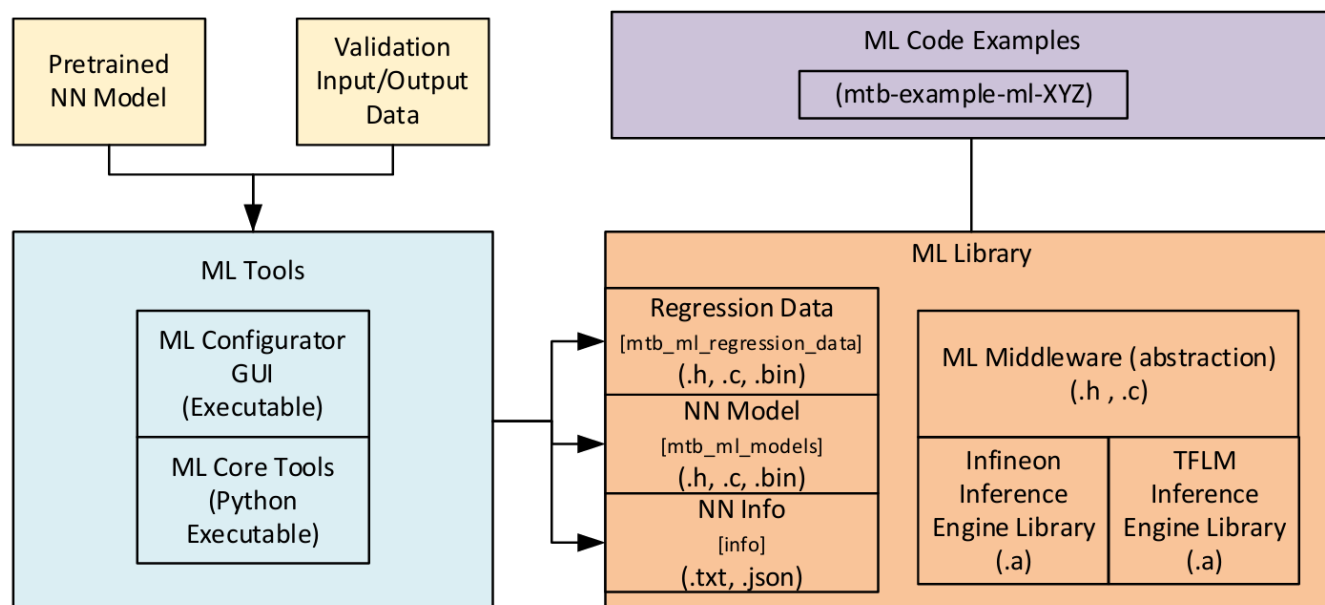 Pretrained
NN Model
Validation
Input/Output
Data
ML Code Examples
(mtb-example-ml-XYZ)
ML Tools
ML Configurator
GUI
(Executable)
ML Core Tools
(Python
Executable)
ML Library
Regression Data
[mtb_ml_regression_data]
(.h, .c, .bin)
NN Model
[mtb_ml_models]
(.h, .c, .bin)
NN Info
[info]
(.txt, .json)
ML Middleware (abstraction)
(.h , .c)
Infineon
Inference
Engine Library
(.a)
TFLM
Inference
Engine Library
(.a)